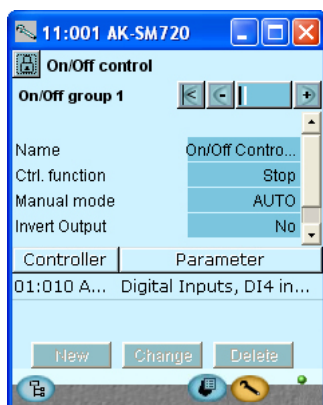 11:001 AK-SM720
On/Off control
On/Off group 1
Name On/Off Contro...
Ctrl. function Stop
Manual mode AUTO
Invert Output No
Controller Parameter
01:010 A... Digital Inputs, DI4 in...
New Change Delete